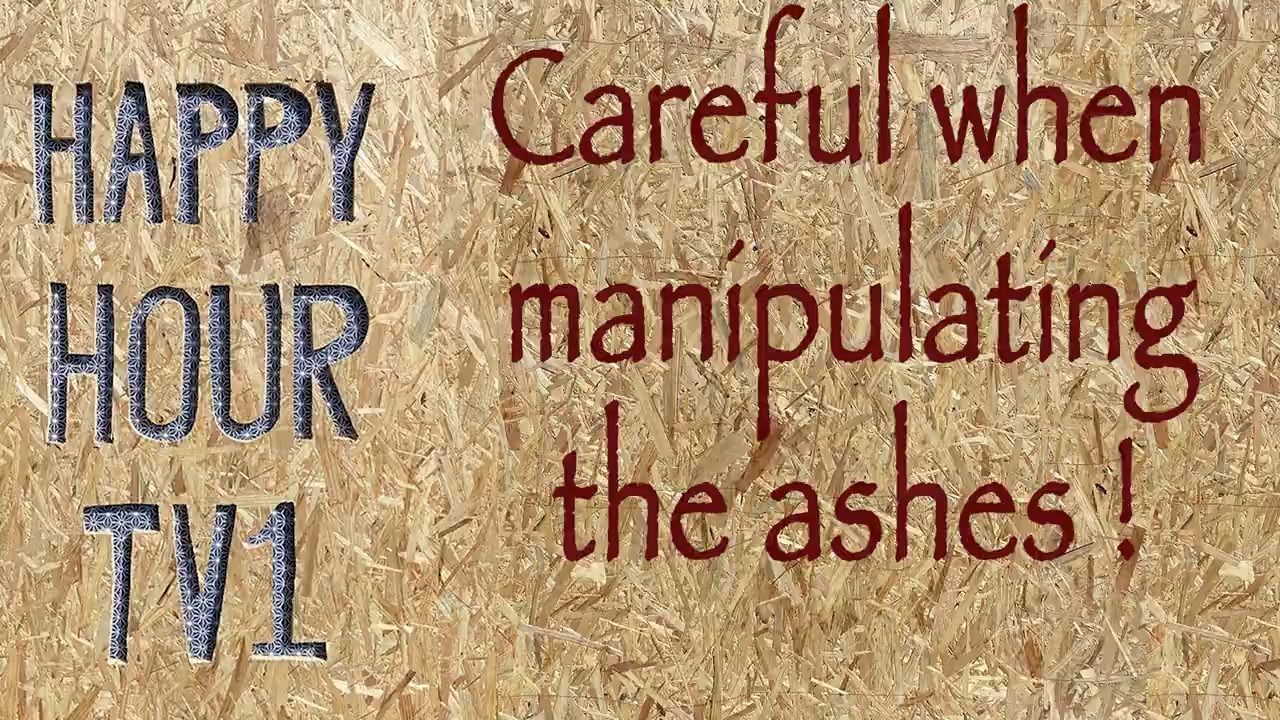 HAPPY
HOUR
TV1
Careful when
manipulating
the ashes !